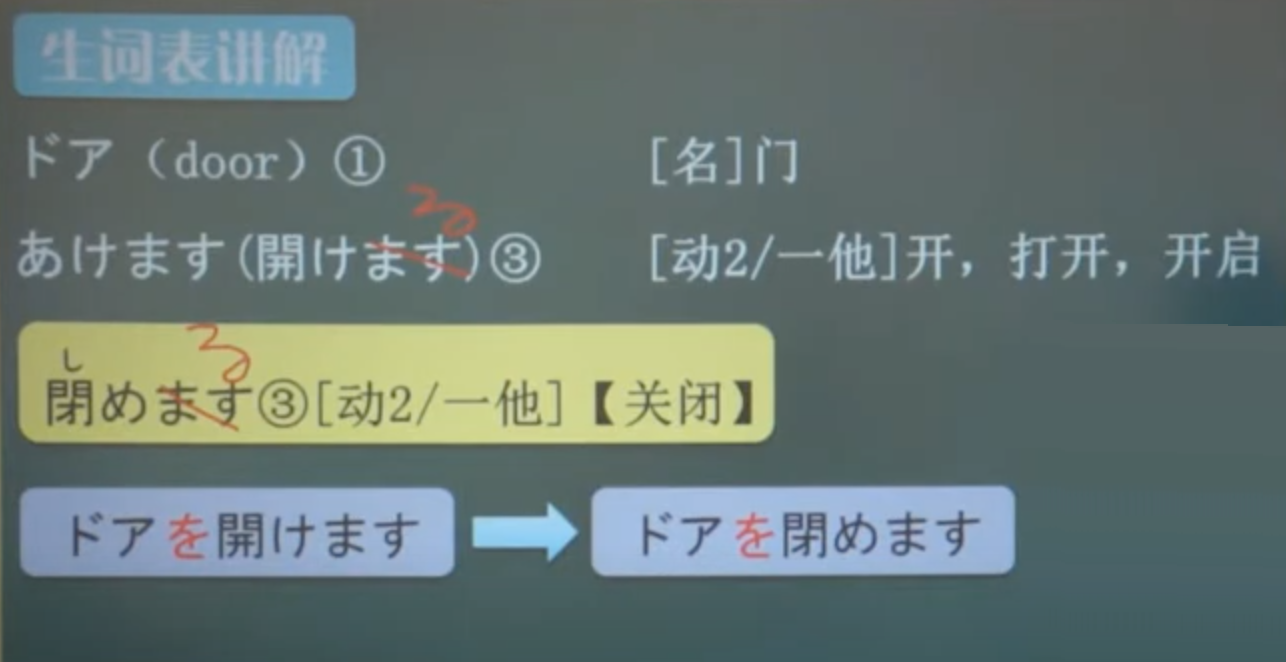 生词表讲解
ドア（door）① [名]门
る
あけます(開けます)③ [动2/一他]开，打开，开启
し る
閉めます③[动2/一他]【关闭】
ドアを開けます ドアを閉めます